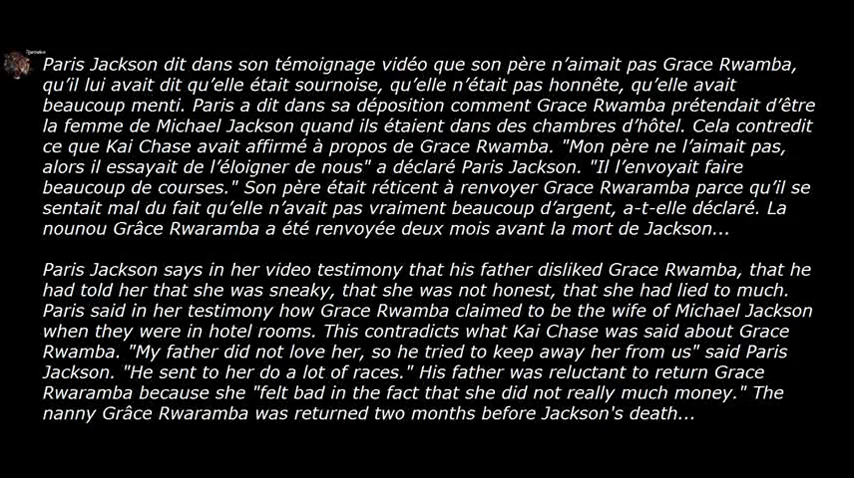 Paris Jackson dit dans son témoignage vidéo que son père n'aimait pas Grace Rwamba,
qu'il lui avait dit qu'elle était sournoise, qu'elle n'était pas honnête, qu'elle avait
beaucoup menti. Paris a dit dans sa déposition comment Grace Rwamba prétendait d'être
la femme de Michael Jackson quand ils étaient dans des chambres d'hôtel. Cela contredit
ce que Kai Chase avait affirmé à propos de Grace Rwamba. "Mon père ne l'aimait pas,
alors il essayait de l'éloigner de nous" a déclaré Paris Jackson. "Il l'envoyait faire
beaucoup de courses." Son père était réticent à renvoyer Grace Rwaramba parce qu'il se
sentait mal du fait qu'elle n'avait pas vraiment beaucoup d'argent, a-t-elle déclaré. La
nounou Grâce Rwaramba a été renvoyée deux mois avant la mort de Jackson...
Paris Jackson says in her video testimony that his father disliked Grace Rwamba, that he
had told her that she was sneaky, that she was not honest, that she had lied to much.
Paris said in her testimony how Grace Rwamba claimed to be the wife of Michael Jackson
when they were in hotel rooms. This contradicts what Kai Chase was said about Grace
Rwamba. "My father did not love her, so he tried to keep away her from us" said Paris
Jackson. "He sent to her do a lot of races." His father was reluctant to return Grace
Rwaramba because she "felt bad in the fact that she did not really much money." The
nanny Grâce Rwaramba was returned two months before Jackson's death...